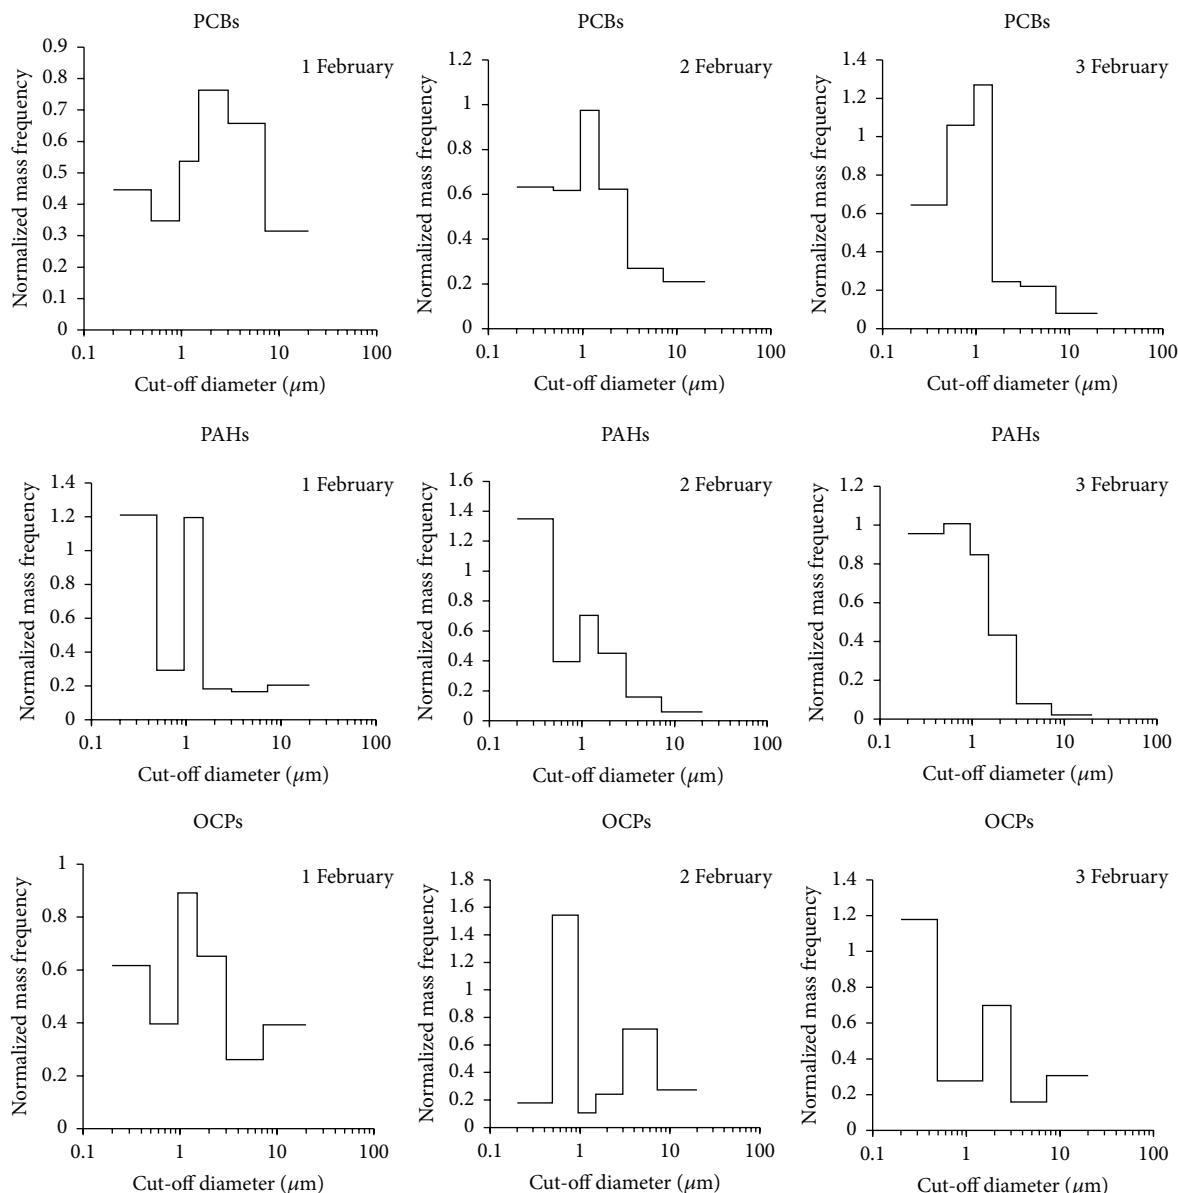 PCBs
1 February
Normalized mass frequency
0.9
0.8
0.7
0.6
0.5
0.4
0.3
0.2
0.1
0
0.1 1 10 100
Cut-off diameter (μm)
PCBs
2 February
Normalized mass frequency
1.2
1
0.8
0.6
0.4
0.2
0
0.1 1 10 100
Cut-off diameter (μm)
PCBs
3 February
Normalized mass frequency
1.4
1.2
1
0.8
0.6
0.4
0.2
0
0.1 1 10 100
Cut-off diameter (μm)
PAHs
1 February
Normalized mass frequency
1.4
1.2
1
0.8
0.6
0.4
0.2
0
0.1 1 10 100
Cut-off diameter (μm)
PAHs
2 February
Normalized mass frequency
1.6
1.4
1.2
1
0.8
0.6
0.4
0.2
0
0.1 1 10 100
Cut-off diameter (μm)
PAHs
3 February
Normalized mass frequency
1.2
1
0.8
0.6
0.4
0.2
0
0.1 1 10 100
Cut-off diameter (μm)
OCPs
1 February
Normalized mass frequency
1
0.8
0.6
0.4
0.2
0
0.1 1 10 100
Cut-off diameter (μm)
OCPs
2 February
Normalized mass frequency
1.8
1.6
1.4
1.2
1
0.8
0.6
0.4
0.2
0
0.1 1 10 100
Cut-off diameter (μm)
OCPs
3 February
Normalized mass frequency
1.4
1.2
1
0.8
0.6
0.4
0.2
0
0.1 1 10 100
Cut-off diameter (μm)